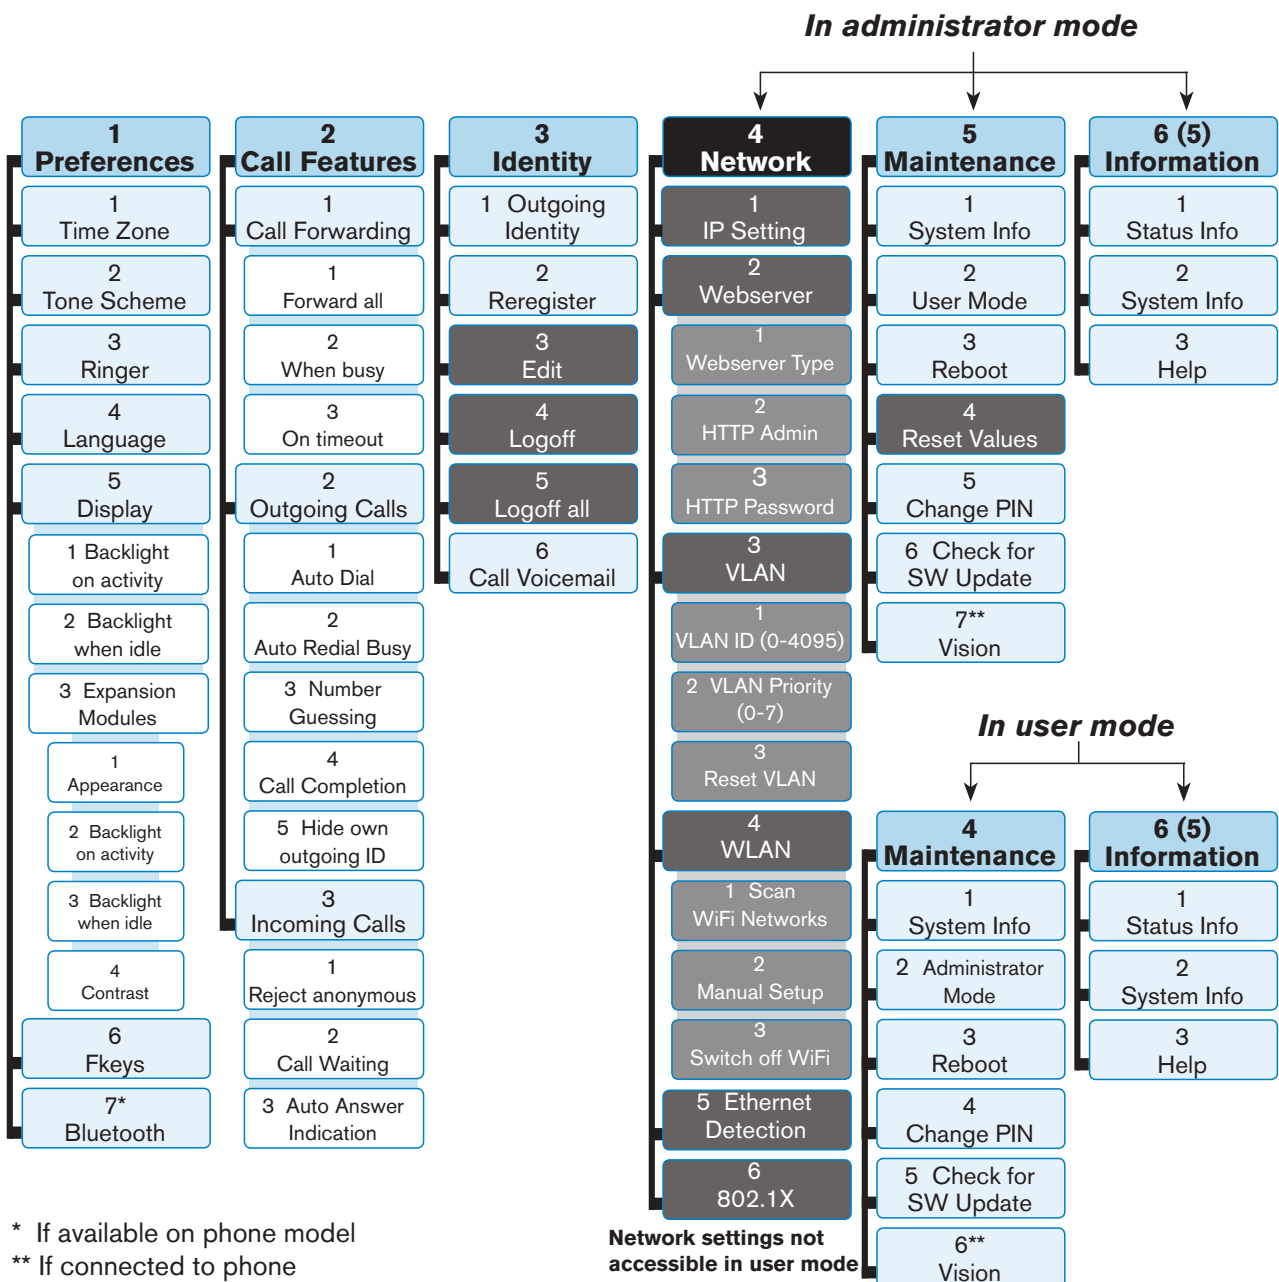 In administrator mode
1
Preferences
1
Time Zone
2
Tone Scheme
3
Ringer
4
Language
5
Display
1 Backlight
on activity
2 Backlight
when idle
3 Expansion
Modules
1
Appearance
2 Backlight
on activity
3 Backlight
when idle
4
Contrast
6
Fkeys
7*
Bluetooth
2
Call Features
1
Call Forwarding
1
Forward all
2
When busy
3
On timeout
2
Outgoing Calls
1
Auto Dial
2
Auto Redial Busy
3 Number
Guessing
4
Call Completion
5 Hide own
outgoing ID
3
Incoming Calls
1
Reject anonymous
2
Call Waiting
3 Auto Answer
Indication
3
Identity
1 Outgoing
Identity
2
Reregister
3
Edit
4
Logoff
5
Logoff all
6
Call Voicemail
4
Network
1
IP Setting
2
Webserver
1
Webserver Type
2
HTTP Admin
3
HTTP Password
3
VLAN
1
VLAN ID (0-4095)
2 VLAN Priority
(0-7)
3
Reset VLAN
4
WLAN
1 Scan
WiFi Networks
2
Manual Setup
3
Switch off WiFi
5 Ethernet
Detection
6
802.1X
Network settings not
accessible in user mode
5
Maintenance
1
System Info
2
User Mode
3
Reboot
4
Reset Values
5
Change PIN
6 Check for
SW Update
7**
Vision
6 (5)
Information
1
Status Info
2
System Info
3
Help
In user mode
4
Maintenance
1
System Info
2 Administrator
Mode
3
Reboot
4
Change PIN
5 Check for
SW Update
6**
Vision
6 (5)
Information
1
Status Info
2
System Info
3
Help
* If available on phone model
** If connected to phone